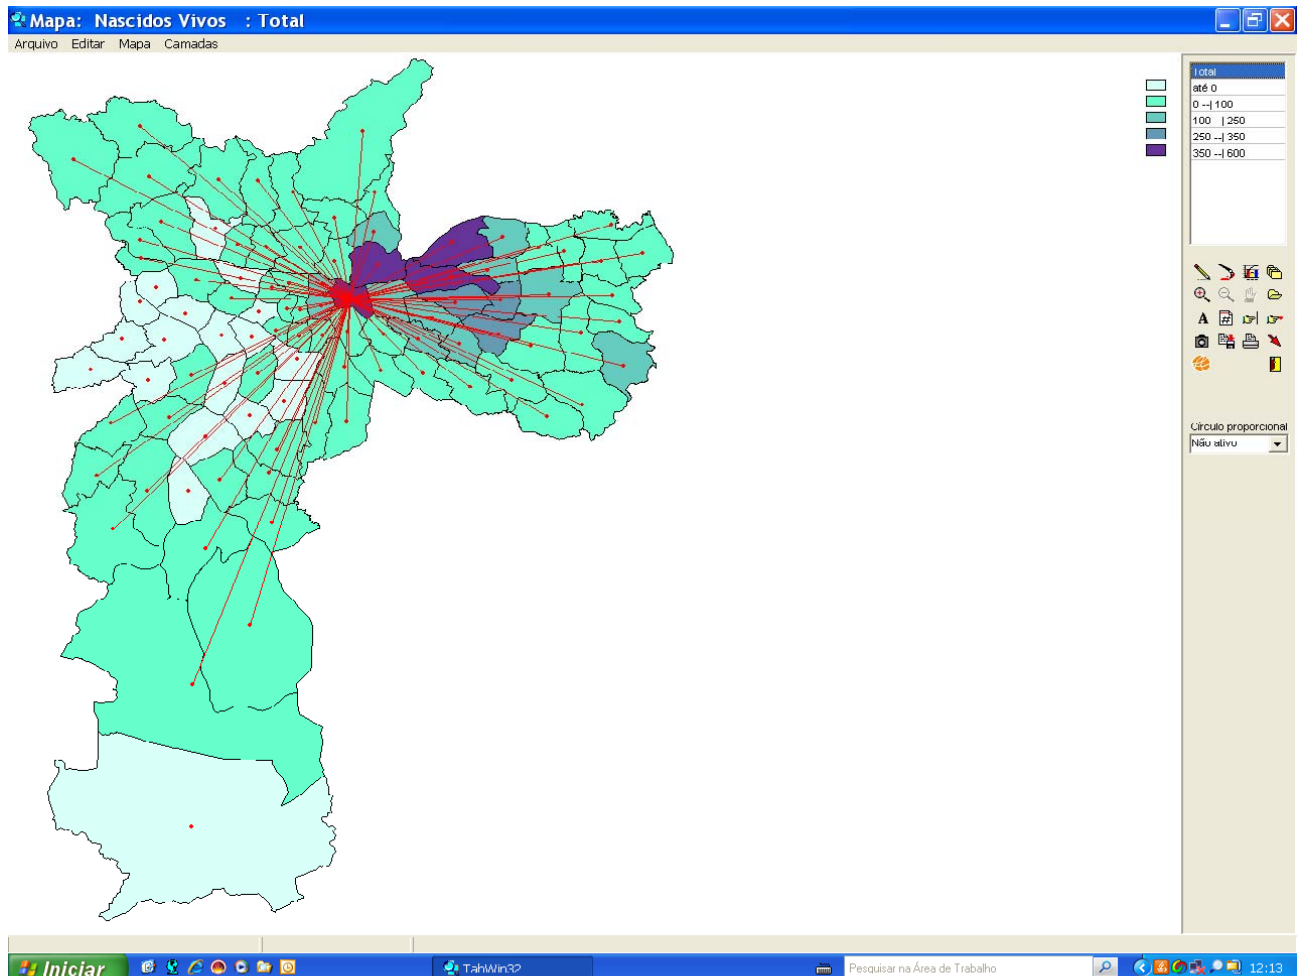 Mapa: Nascidos Vivos : Total
Arquivo Editar Mapa Camadas
Total
até 0
0 --| 100
100 | 250
250 --| 350
350 --| 600
A
Círculo proporcional
Não ativo
Iniciar
TabWin32
Pesquisar na Área de Trabalho
12:13